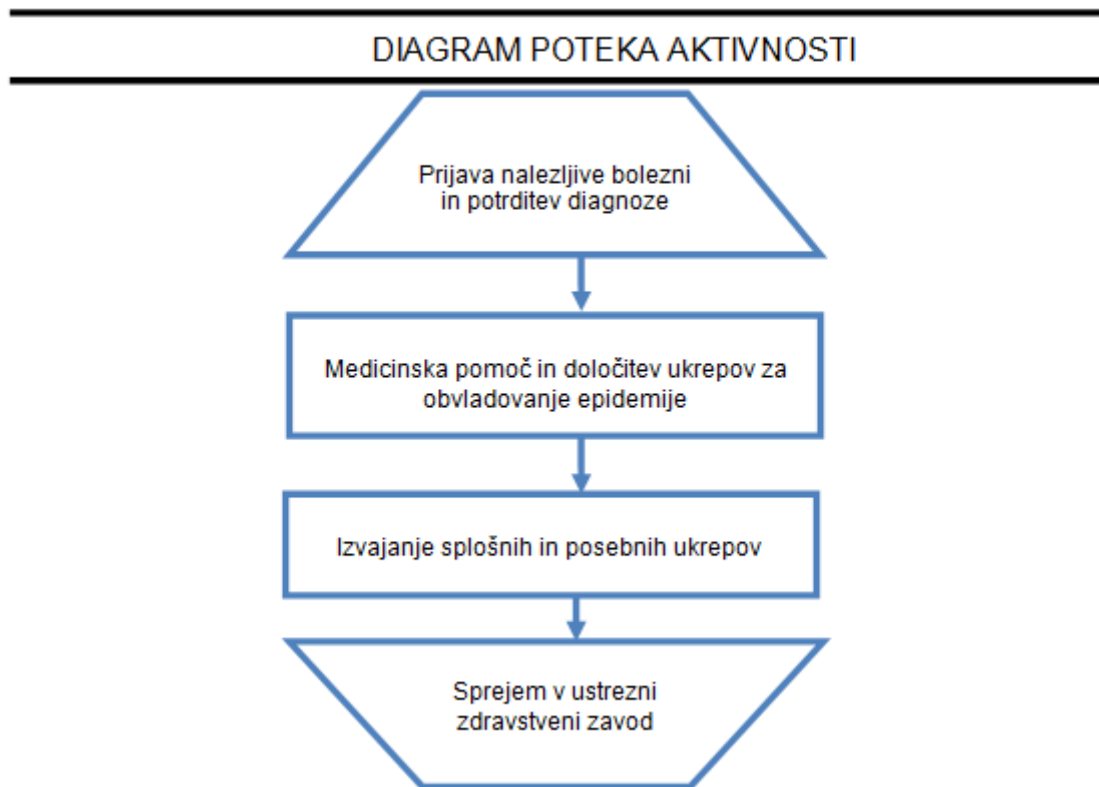 DIAGRAM POTEKA AKTIVNOSTI
Prijava nalezljive bolezni
in potrditev diagnoze
Medicinska pomoč in določitev ukrepov za
obvladovanje epidemije
Izvajanje splošnih in posebnih ukrepov
Sprejem v ustrezni
zdravstveni zavod